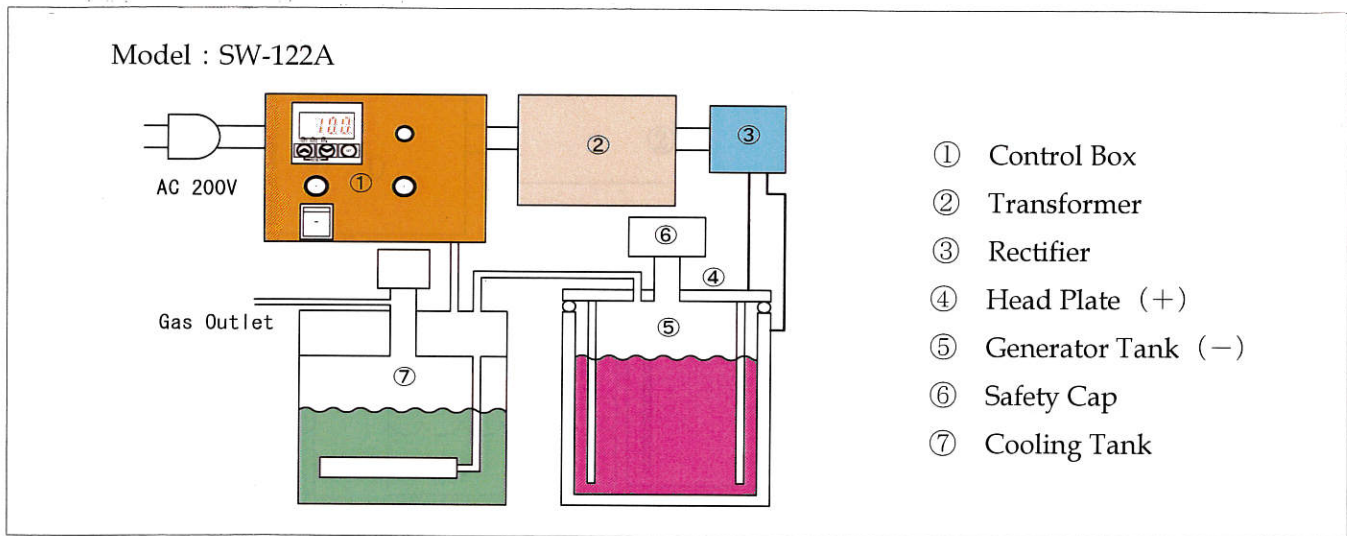 Model : SW-122A
AC 200V
100
①
②
③
Gas Outlet
④
⑤
⑥
⑦
① Control Box
② Transformer
③ Rectifier
④ Head Plate (+)
⑤ Generator Tank (−)
⑥ Safety Cap
⑦ Cooling Tank